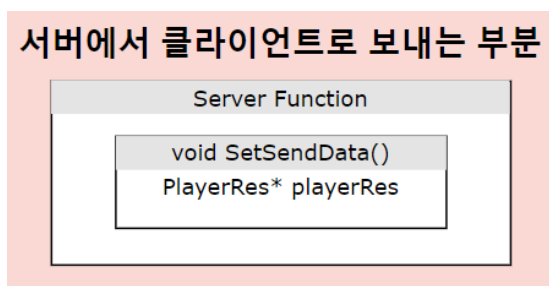 서버에서 클라이언트로 보내는 부분
Server Function
void SetSendData()
PlayerRes* playerRes